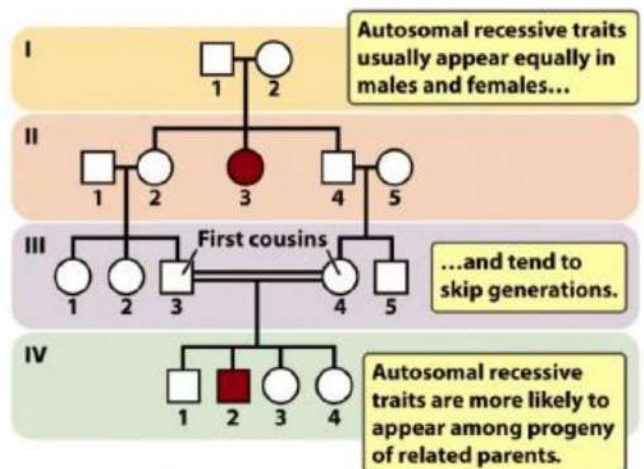 Autosomal recessive traits
usually appear equally in
males and females...
I
1 2
II
1 2 3 4 5
III
First cousins
1 2 3 4 5
...and tend to
skip generations.
IV
1 2 3 4
Autosomal recessive
traits are more likely to
appear among progeny
of related parents.